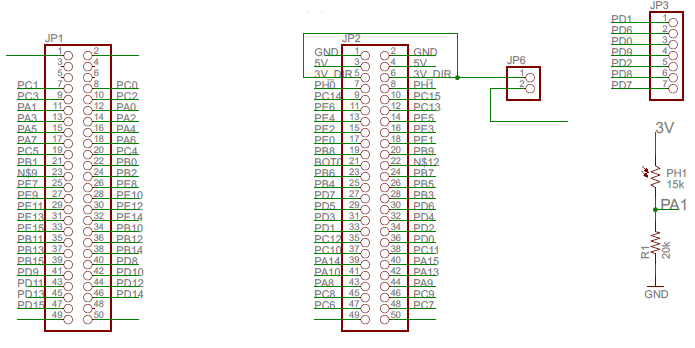 JP1
1 2
3 4
5 6
PC1 7 8 PC0
PC3 9 10 PC2
PA1 11 12 PA0
PA3 13 14 PA2
PA5 15 16 PA4
PA7 17 18 PA6
PC5 19 20 PC4
PB1 21 22 PB0
N$9 23 24 PB2
PE7 25 26 PE8
PE9 27 28 PE10
PE11 29 30 PE12
PE13 31 32 PE14
PE15 33 34 PB10
PB11 35 36 PB12
PB13 37 38 PB14
PB15 39 40 PD8
PD9 41 42 PD10
PD11 43 44 PD12
PD13 45 46 PD14
PD15 47 48
49 50
JP2
GND 1 2 GND
5V 3 4 5V
3V_DIR 5 6 3V_DIR
PH0 7 8 PH1
PC14 9 10 PC15
PE6 11 12 PC13
PE4 13 14 PE5
PE2 15 16 PE3
PE0 17 18 PE1
PB8 19 20 PB9
BOT0 21 22 N$12
PB6 23 24 PB7
PB4 25 26 PB5
PD7 27 28 PB3
PD5 29 30 PD6
PD3 31 32 PD4
PD1 33 34 PD2
PC12 35 36 PD0
PC10 37 38 PC11
PA14 39 40 PA15
PA10 41 42 PA13
PA8 43 44 PA9
PC8 45 46 PC9
PC6 47 48 PC7
49 50
JP6
1
2
JP3
PD1 1
PD6 2
PD0 3
PD9 4
PD2 5
PD8 6
PD7 7
3V
PH1
15k
PA1
R1
20k
GND